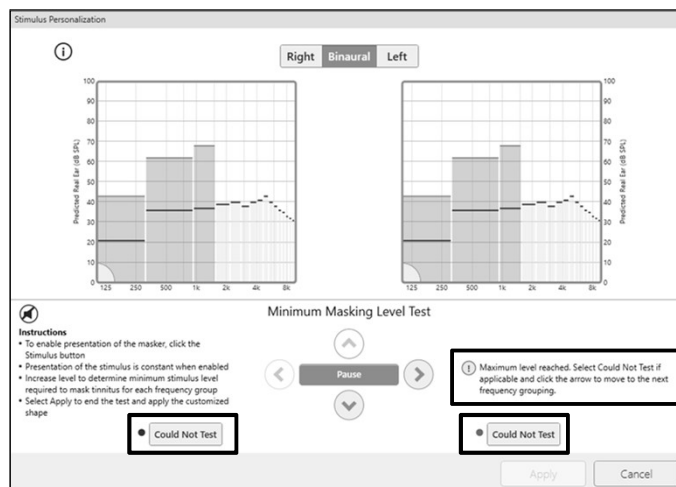 Stimulus Personalization
Right Binaural Left
100
90
80
70
60
50
40
30
20
10
0
Predicted Real Ear (dB SPL)
125 250 500 1k 2k 4k 8k
100
90
80
70
60
50
40
30
20
10
0
Predicted Real Ear (dB SPL)
125 250 500 1k 2k 4k 8k
Minimum Masking Level Test
Instructions
• To enable presentation of the masker, click the
Stimulus button
• Presentation of the stimulus is constant when enabled
• Increase level to determine minimum stimulus level
required to mask tinnitus for each frequency group
• Select Apply to end the test and apply the customized
shape
Could Not Test
Pause
Maximum level reached. Select Could Not Test if
applicable and click the arrow to move to the next
frequency grouping.
Could Not Test
Apply Cancel